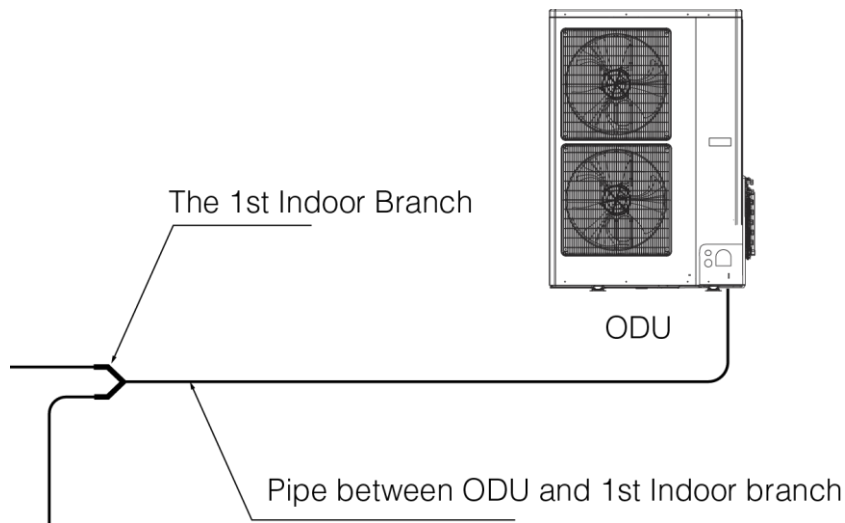 The 1st Indoor Branch
ODU
Pipe between ODU and 1st Indoor branch